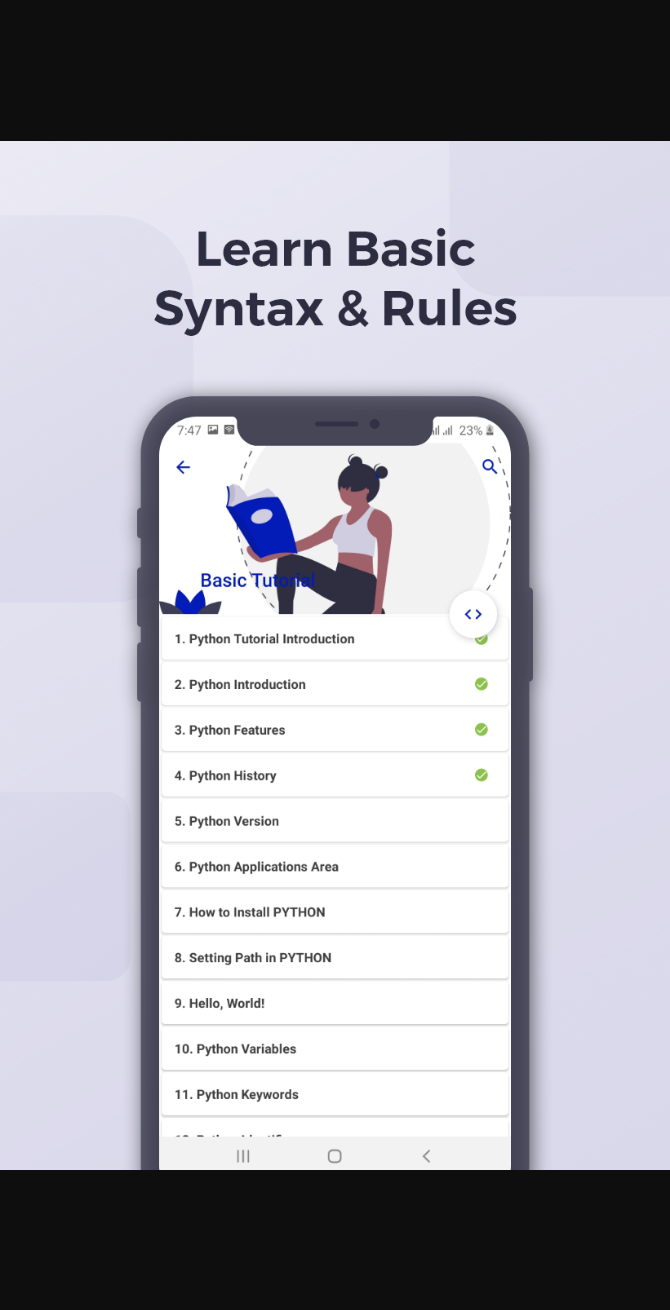 Learn Basic
Syntax & Rules
7:47
23%
Basic Tutorial
1. Python Tutorial Introduction
2. Python Introduction
3. Python Features
4. Python History
5. Python Version
6. Python Applications Area
7. How to Install PYTHON
8. Setting Path in PYTHON
9. Hello, World!
10. Python Variables
11. Python Keywords